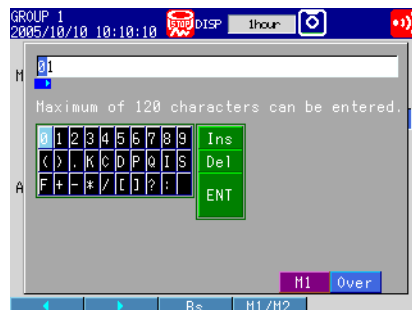 GROUP 1
2005/10/10 10:10:10 STOP DISP 1hour
M 01
Maximum of 120 characters can be entered.
0 1 2 3 4 5 6 7 8 9 Ins
( ) . K C D P Q I S Del
A F + - * / [ ] ? : ENT
M1 Over
Bs M1/M2